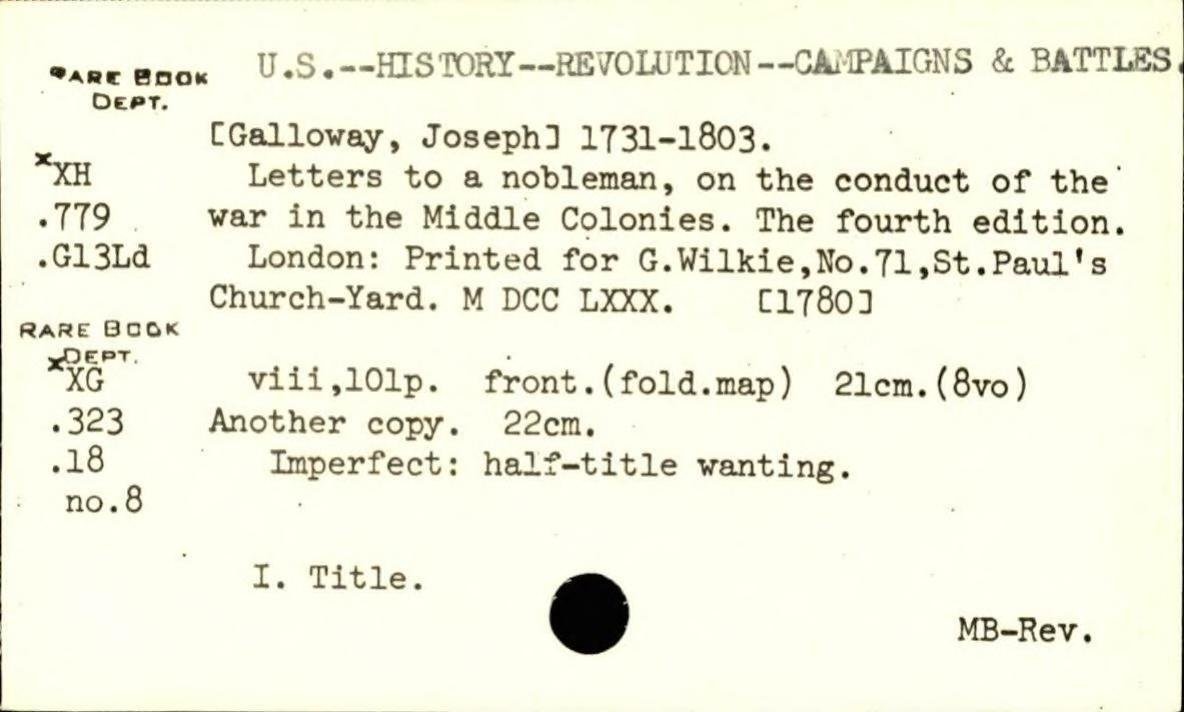 U.S.--HISTORY--REVOLUTION--CAMPAIGNS & BATTLES.
RARE BOOK
DEPT.
[Galloway, Joseph] 1731-1803.
xXH Letters to a nobleman, on the conduct of the
.779 war in the Middle Colonies. The fourth edition.
.G13Ld London: Printed for G.Wilkie,No.71,St.Paul's
Church-Yard. M DCC LXXX. [1780]
RARE BOOK
DEPT.
xXG viii,101p. front.(fold.map) 21cm.(8vo)
.323 Another copy. 22cm.
.18 Imperfect: half-title wanting.
no.8
I. Title.
MB-Rev.